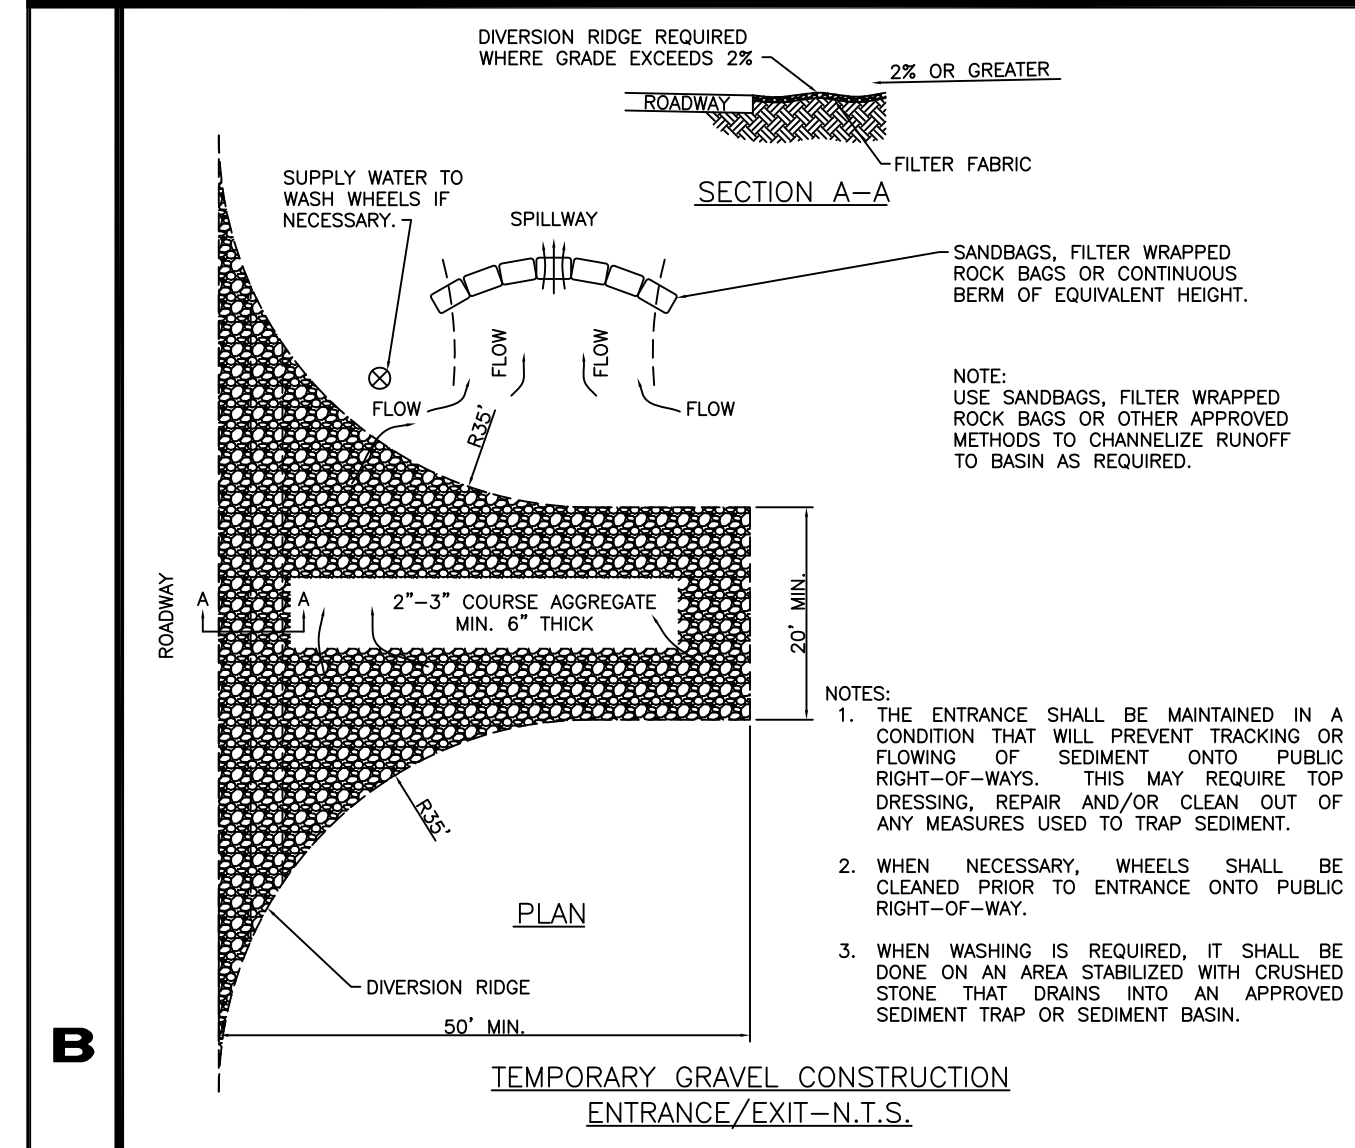 DIVERSION RIDGE REQUIRED
WHERE GRADE EXCEEDS 2%
2% OR GREATER
ROADWAY
FILTER FABRIC
SECTION A-A
SUPPLY WATER TO
WASH WHEELS IF
NECESSARY.
SPILLWAY
SANDBAGS, FILTER WRAPPED
ROCK BAGS OR CONTINUOUS
BERM OF EQUIVALENT HEIGHT.
FLOW
FLOW
FLOW
FLOW
R35'
NOTE:
USE SANDBAGS, FILTER WRAPPED
ROCK BAGS OR OTHER APPROVED
METHODS TO CHANNELIZE RUNOFF
TO BASIN AS REQUIRED.
ROADWAY
A
A
2"-3" COURSE AGGREGATE
MIN. 6" THICK
20' MIN.
R35'
PLAN
DIVERSION RIDGE
50' MIN.
NOTES:
1. THE ENTRANCE SHALL BE MAINTAINED IN A
CONDITION THAT WILL PREVENT TRACKING OR
FLOWING OF SEDIMENT ONTO PUBLIC
RIGHT-OF-WAYS. THIS MAY REQUIRE TOP
DRESSING, REPAIR AND/OR CLEAN OUT OF
ANY MEASURES USED TO TRAP SEDIMENT.
2. WHEN NECESSARY, WHEELS SHALL BE
CLEANED PRIOR TO ENTRANCE ONTO PUBLIC
RIGHT-OF-WAY.
3. WHEN WASHING IS REQUIRED, IT SHALL BE
DONE ON AN AREA STABILIZED WITH CRUSHED
STONE THAT DRAINS INTO AN APPROVED
SEDIMENT TRAP OR SEDIMENT BASIN.
B
TEMPORARY GRAVEL CONSTRUCTION
ENTRANCE/EXIT-N.T.S.